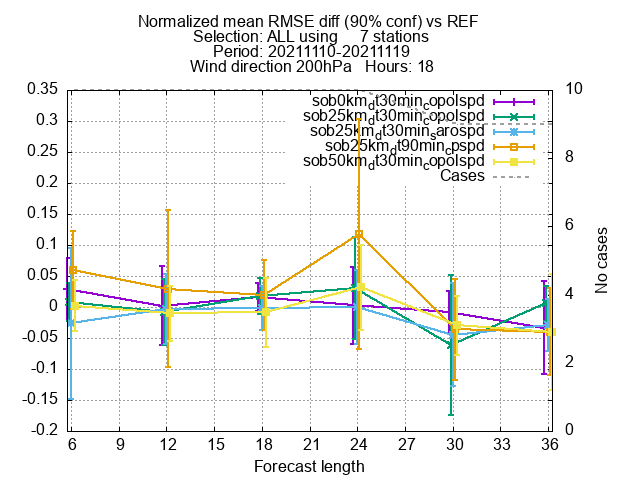 Normalized mean RMSE diff (90% conf) vs REF
Selection: ALL using 7 stations
Period: 20211110-20211119
Wind direction 200hPa Hours: 18
0.35
0.3
0.25
0.2
0.15
0.1
0.05
0
-0.05
-0.1
-0.15
-0.2
10
8
6
4
2
0
No cases
sob0km_dt30min_copolspd
sob25km_dt30min_copolspd
sob25km_dt30min_sarospd
sob25km_dt90min_cpspd
sob50km_dt30min_copolspd
Cases
6 9 12 15 18 21 24 27 30 33 36
Forecast length